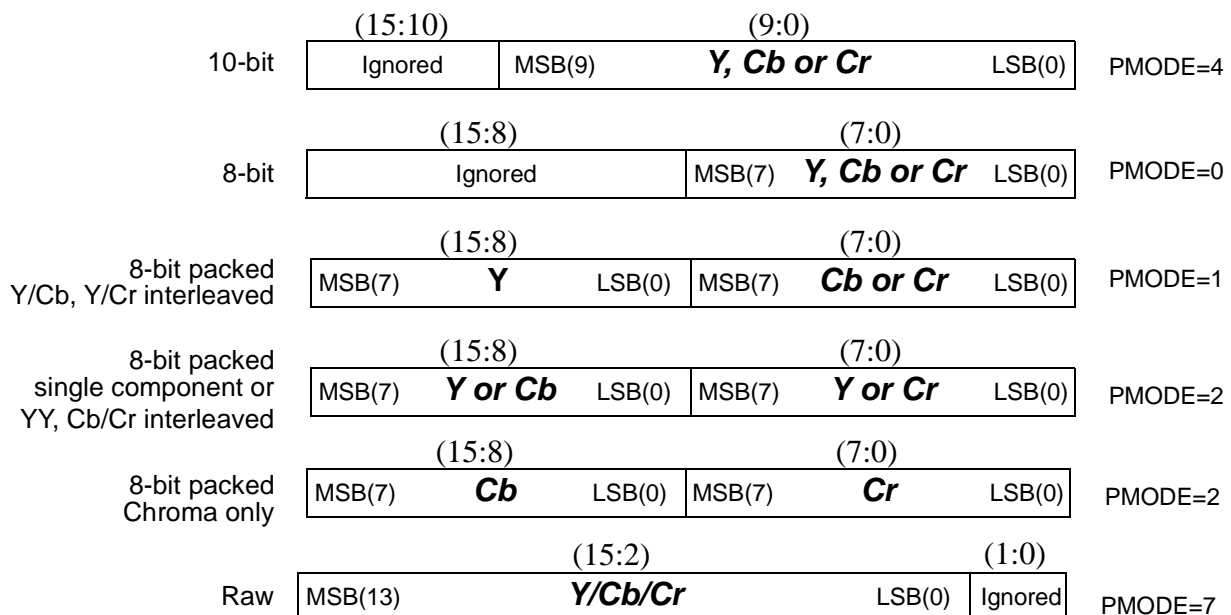 (15:10) (9:0)
10-bit Ignored MSB(9) Y, Cb or Cr LSB(0) PMODE=4
(15:8) (7:0)
8-bit Ignored MSB(7) Y, Cb or Cr LSB(0) PMODE=0
(15:8) (7:0)
8-bit packed
Y/Cb, Y/Cr interleaved MSB(7) Y LSB(0) MSB(7) Cb or Cr LSB(0) PMODE=1
(15:8) (7:0)
8-bit packed
single component or
YY, Cb/Cr interleaved MSB(7) Y or Cb LSB(0) MSB(7) Y or Cr LSB(0) PMODE=2
(15:8) (7:0)
8-bit packed
Chroma only MSB(7) Cb LSB(0) MSB(7) Cr LSB(0) PMODE=2
(15:2) (1:0)
Raw MSB(13) Y/Cb/Cr LSB(0) Ignored PMODE=7